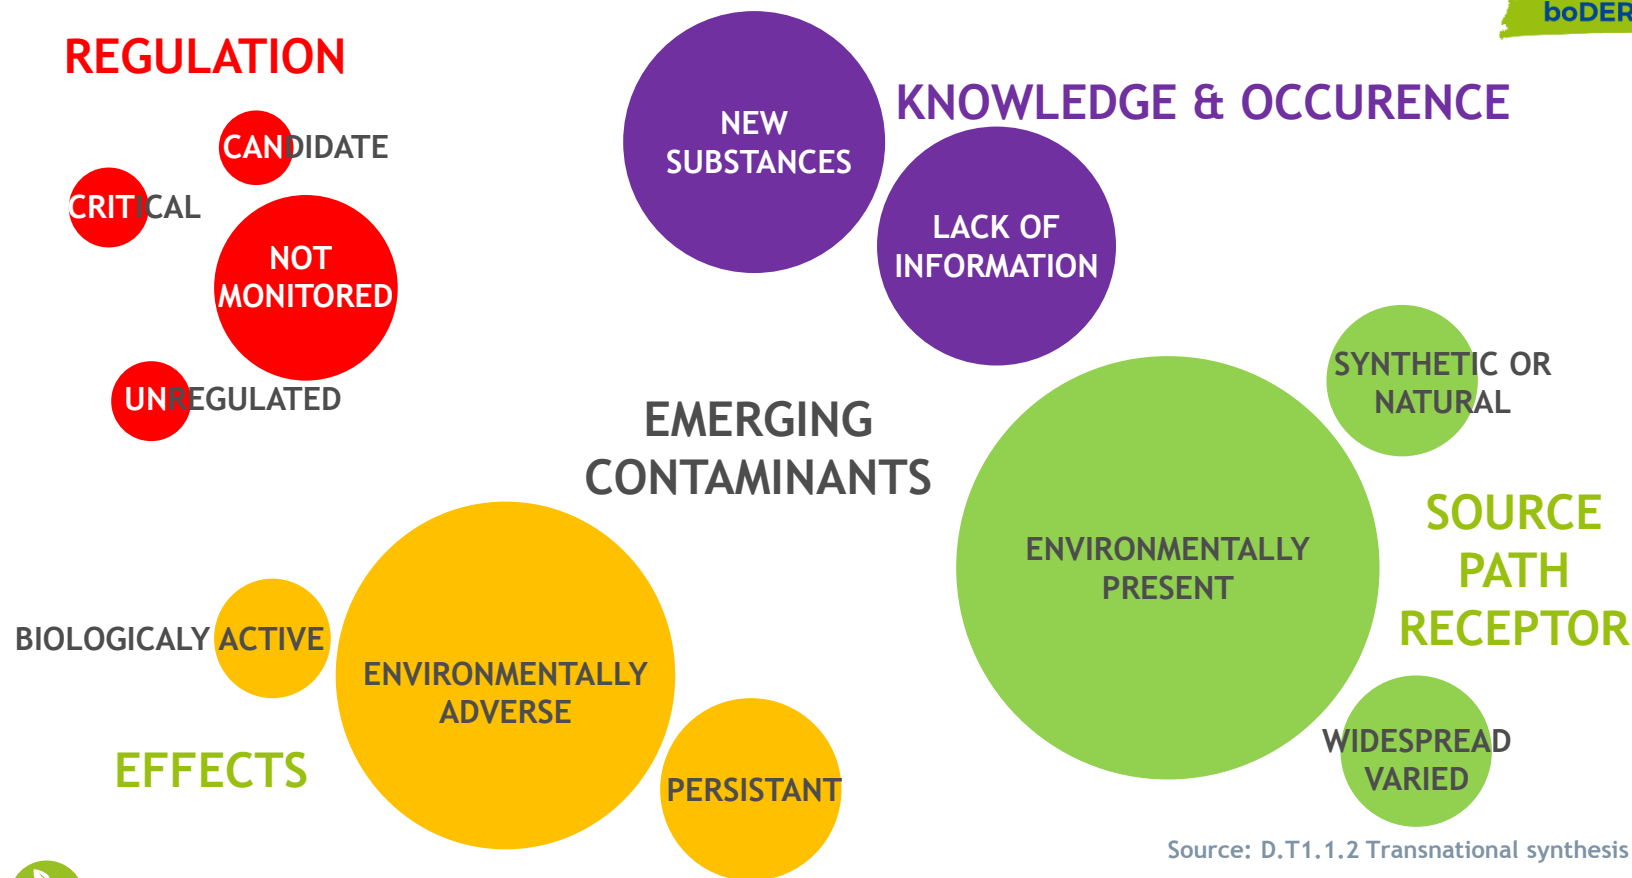 boDER
REGULATION
KNOWLEDGE & OCCURENCE
NEW
SUBSTANCES
CANDIDATE
CRITICAL
NOT
MONITORED
LACK OF
INFORMATION
UNREGULATED
EMERGING
CONTAMINANTS
SYNTHETIC OR
NATURAL
ENVIRONMENTALLY
PRESENT
SOURCE
PATH
RECEPTOR
BIOLOGICALY ACTIVE
ENVIRONMENTALLY
ADVERSE
EFFECTS
PERSISTANT
WIDESPREAD
VARIED
Source: D.T1.1.2 Transnational synthesis